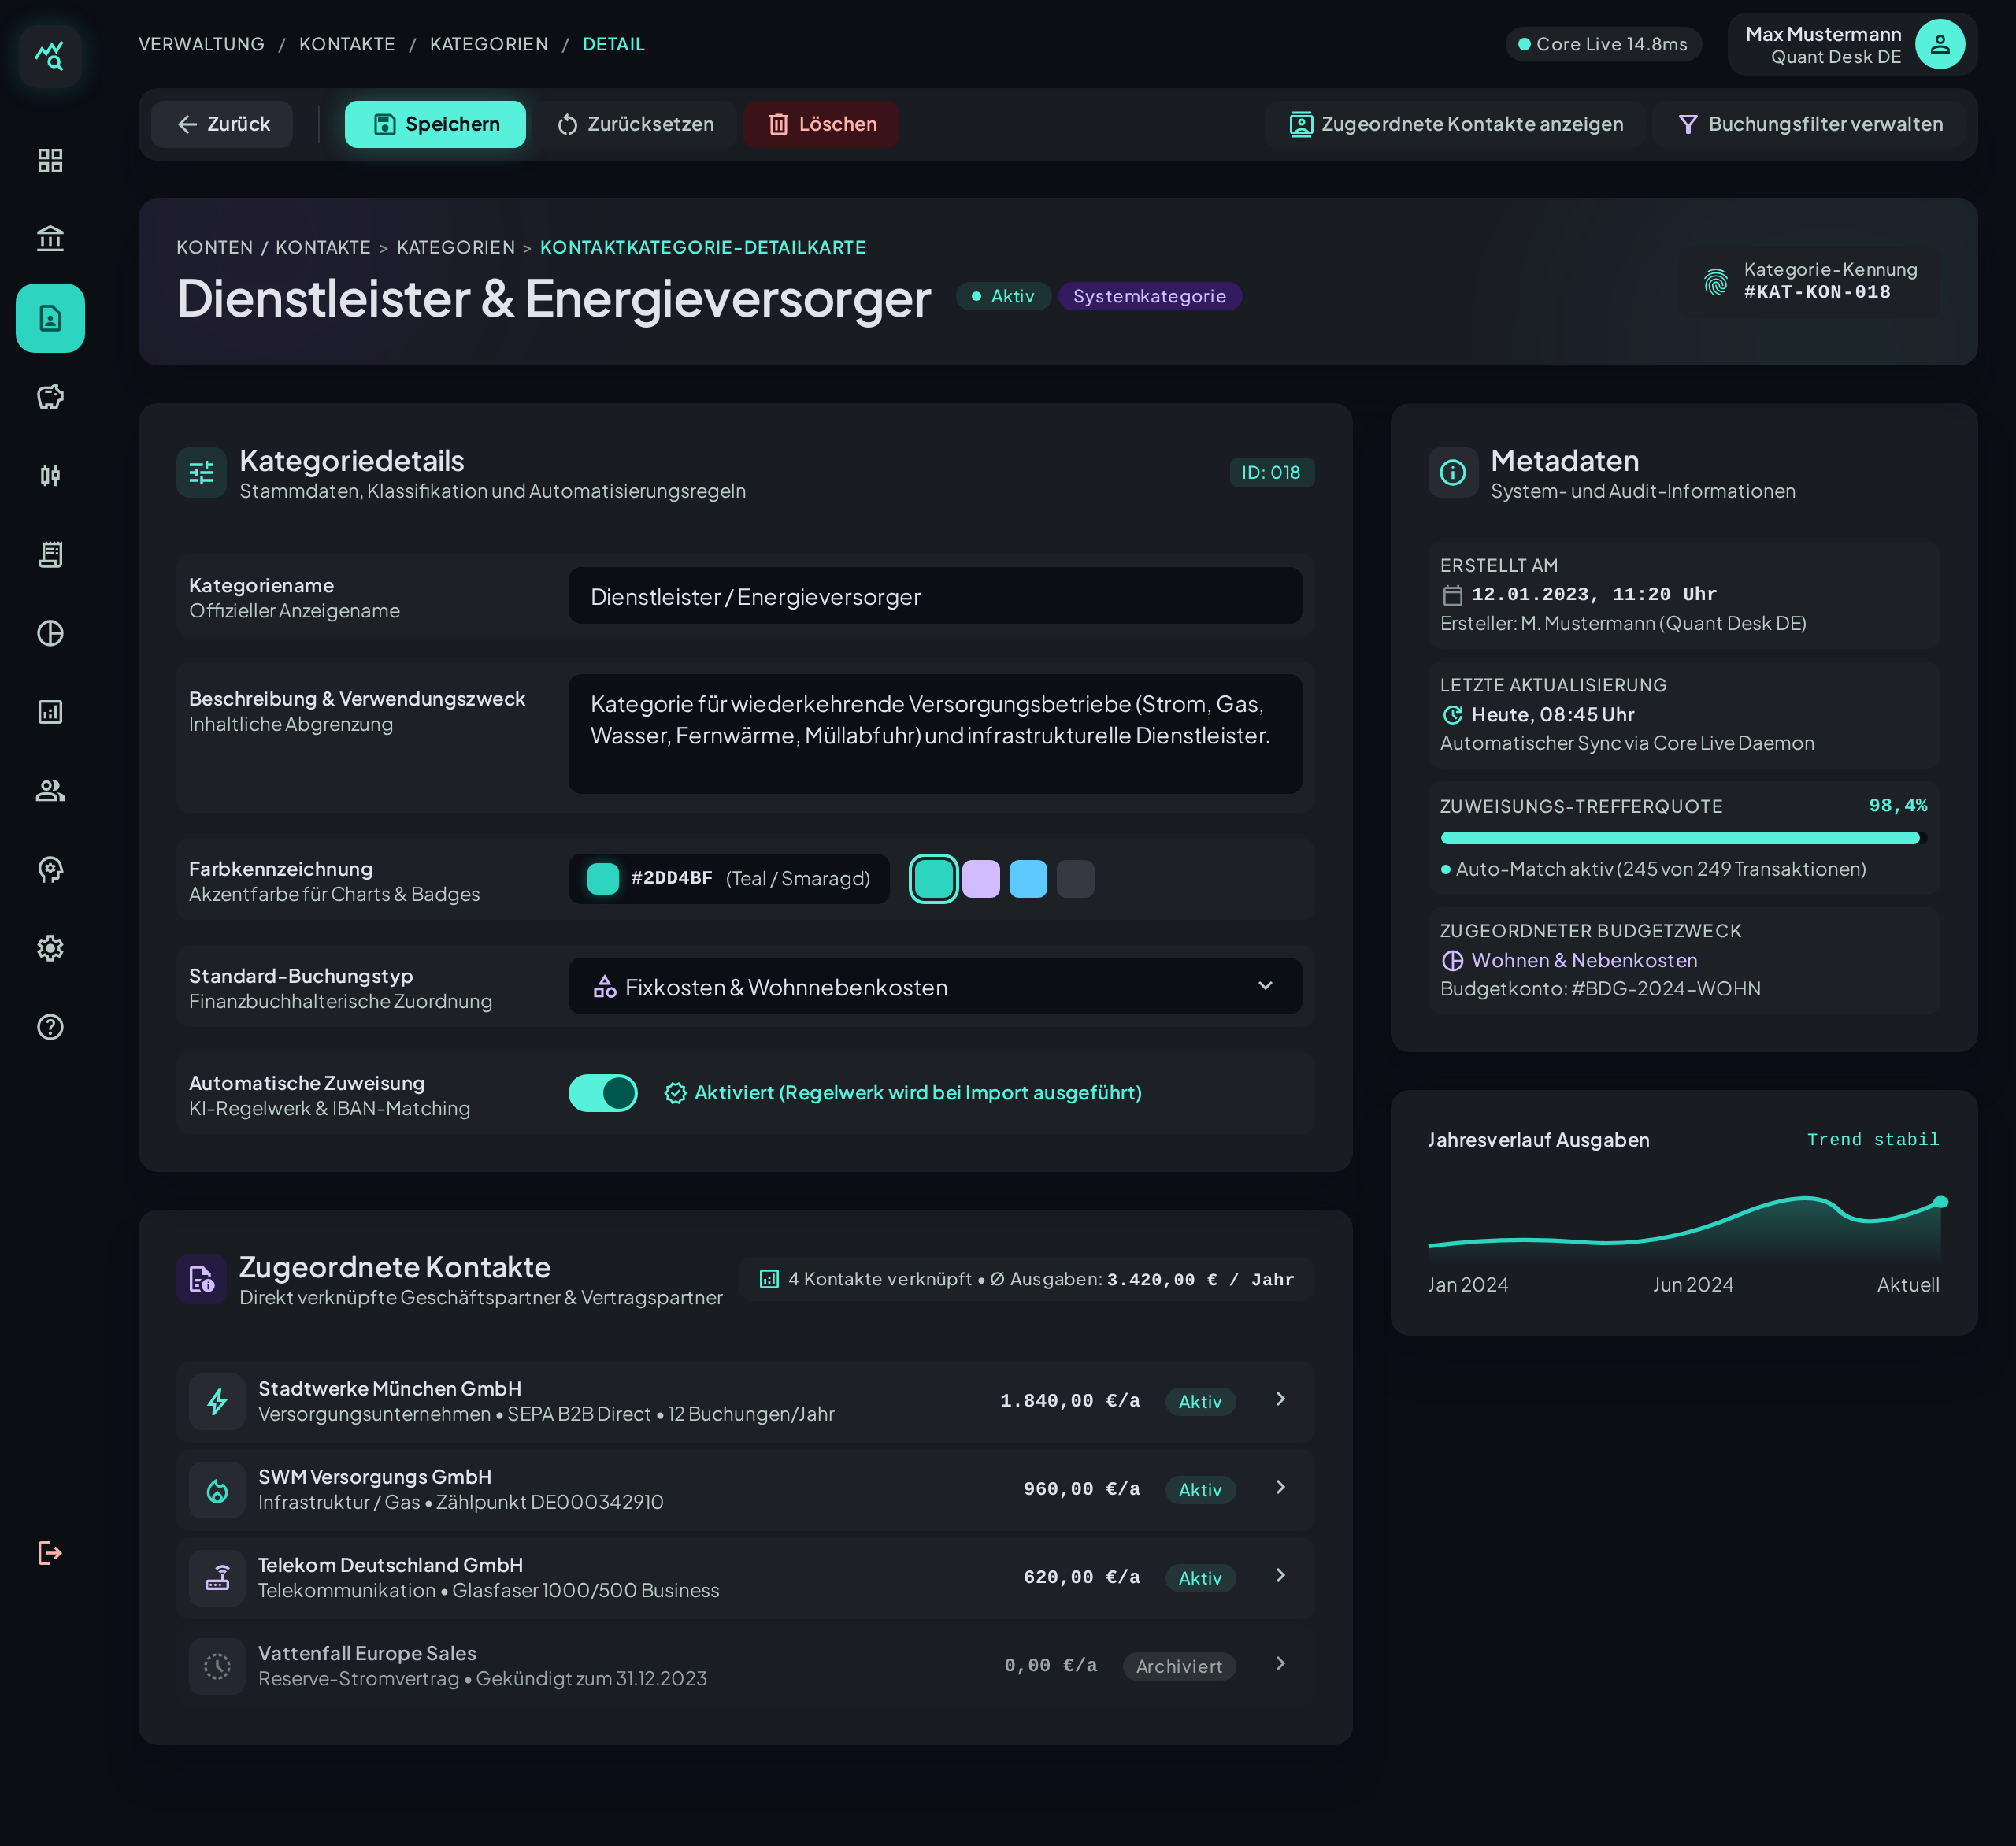 VERWALTUNG / KONTAKTE / KATEGORIEN / DETAIL
Core Live 14.8ms
Max Mustermann
Quant Desk DE
Zurück
Speichern
Zurücksetzen
Löschen
Zugeordnete Kontakte anzeigen
Buchungsfilter verwalten
KONTEN / KONTAKTE > KATEGORIEN > KONTAKTKATEGORIE-DETAILKARTE
Dienstleister & Energieversorger
Aktiv
Systemkategorie
Kategorie-Kennung
#KAT-KON-018
Kategoriedetails
Stammdaten, Klassifikation und Automatisierungsregeln
ID: 018
Kategoriename
Offizieller Anzeigename
Dienstleister / Energieversorger
Beschreibung & Verwendungszweck
Inhaltliche Abgrenzung
Kategorie für wiederkehrende Versorgungsbetriebe (Strom, Gas,
Wasser, Fernwärme, Müllabfuhr) und infrastrukturelle Dienstleister.
Farbkennzeichnung
Akzentfarbe für Charts & Badges
#2DD4BF (Teal / Smaragd)
Standard-Buchungstyp
Finanzbuchhalterische Zuordnung
Fixkosten & Wohnnebenkosten
Automatische Zuweisung
KI-Regelwerk & IBAN-Matching
Aktiviert (Regelwerk wird bei Import ausgeführt)
Zugeordnete Kontakte
Direkt verknüpfte Geschäftspartner & Vertragspartner
4 Kontakte verknüpft • Ø Ausgaben: 3.420,00 € / Jahr
Stadtwerke München GmbH
Versorgungsunternehmen • SEPA B2B Direct • 12 Buchungen/Jahr
1.840,00 €/a
Aktiv
SWM Versorgungs GmbH
Infrastruktur / Gas • Zählpunkt DE000342910
960,00 €/a
Aktiv
Telekom Deutschland GmbH
Telekommunikation • Glasfaser 1000/500 Business
620,00 €/a
Aktiv
Vattenfall Europe Sales
Reserve-Stromvertrag • Gekündigt zum 31.12.2023
0,00 €/a
Archiviert
Metadaten
System- und Audit-Informationen
ERSTELLT AM
12.01.2023, 11:20 Uhr
Ersteller: M. Mustermann (Quant Desk DE)
LETZTE AKTUALISIERUNG
Heute, 08:45 Uhr
Automatischer Sync via Core Live Daemon
ZUWEISUNGS-TREFFERQUOTE
98,4%
Auto-Match aktiv (245 von 249 Transaktionen)
ZUGEORDNETER BUDGETZWECK
Wohnen & Nebenkosten
Budgetkonto: #BDG-2024-WOHN
Jahresverlauf Ausgaben
Trend stabil
Jan 2024
Jun 2024
Aktuell